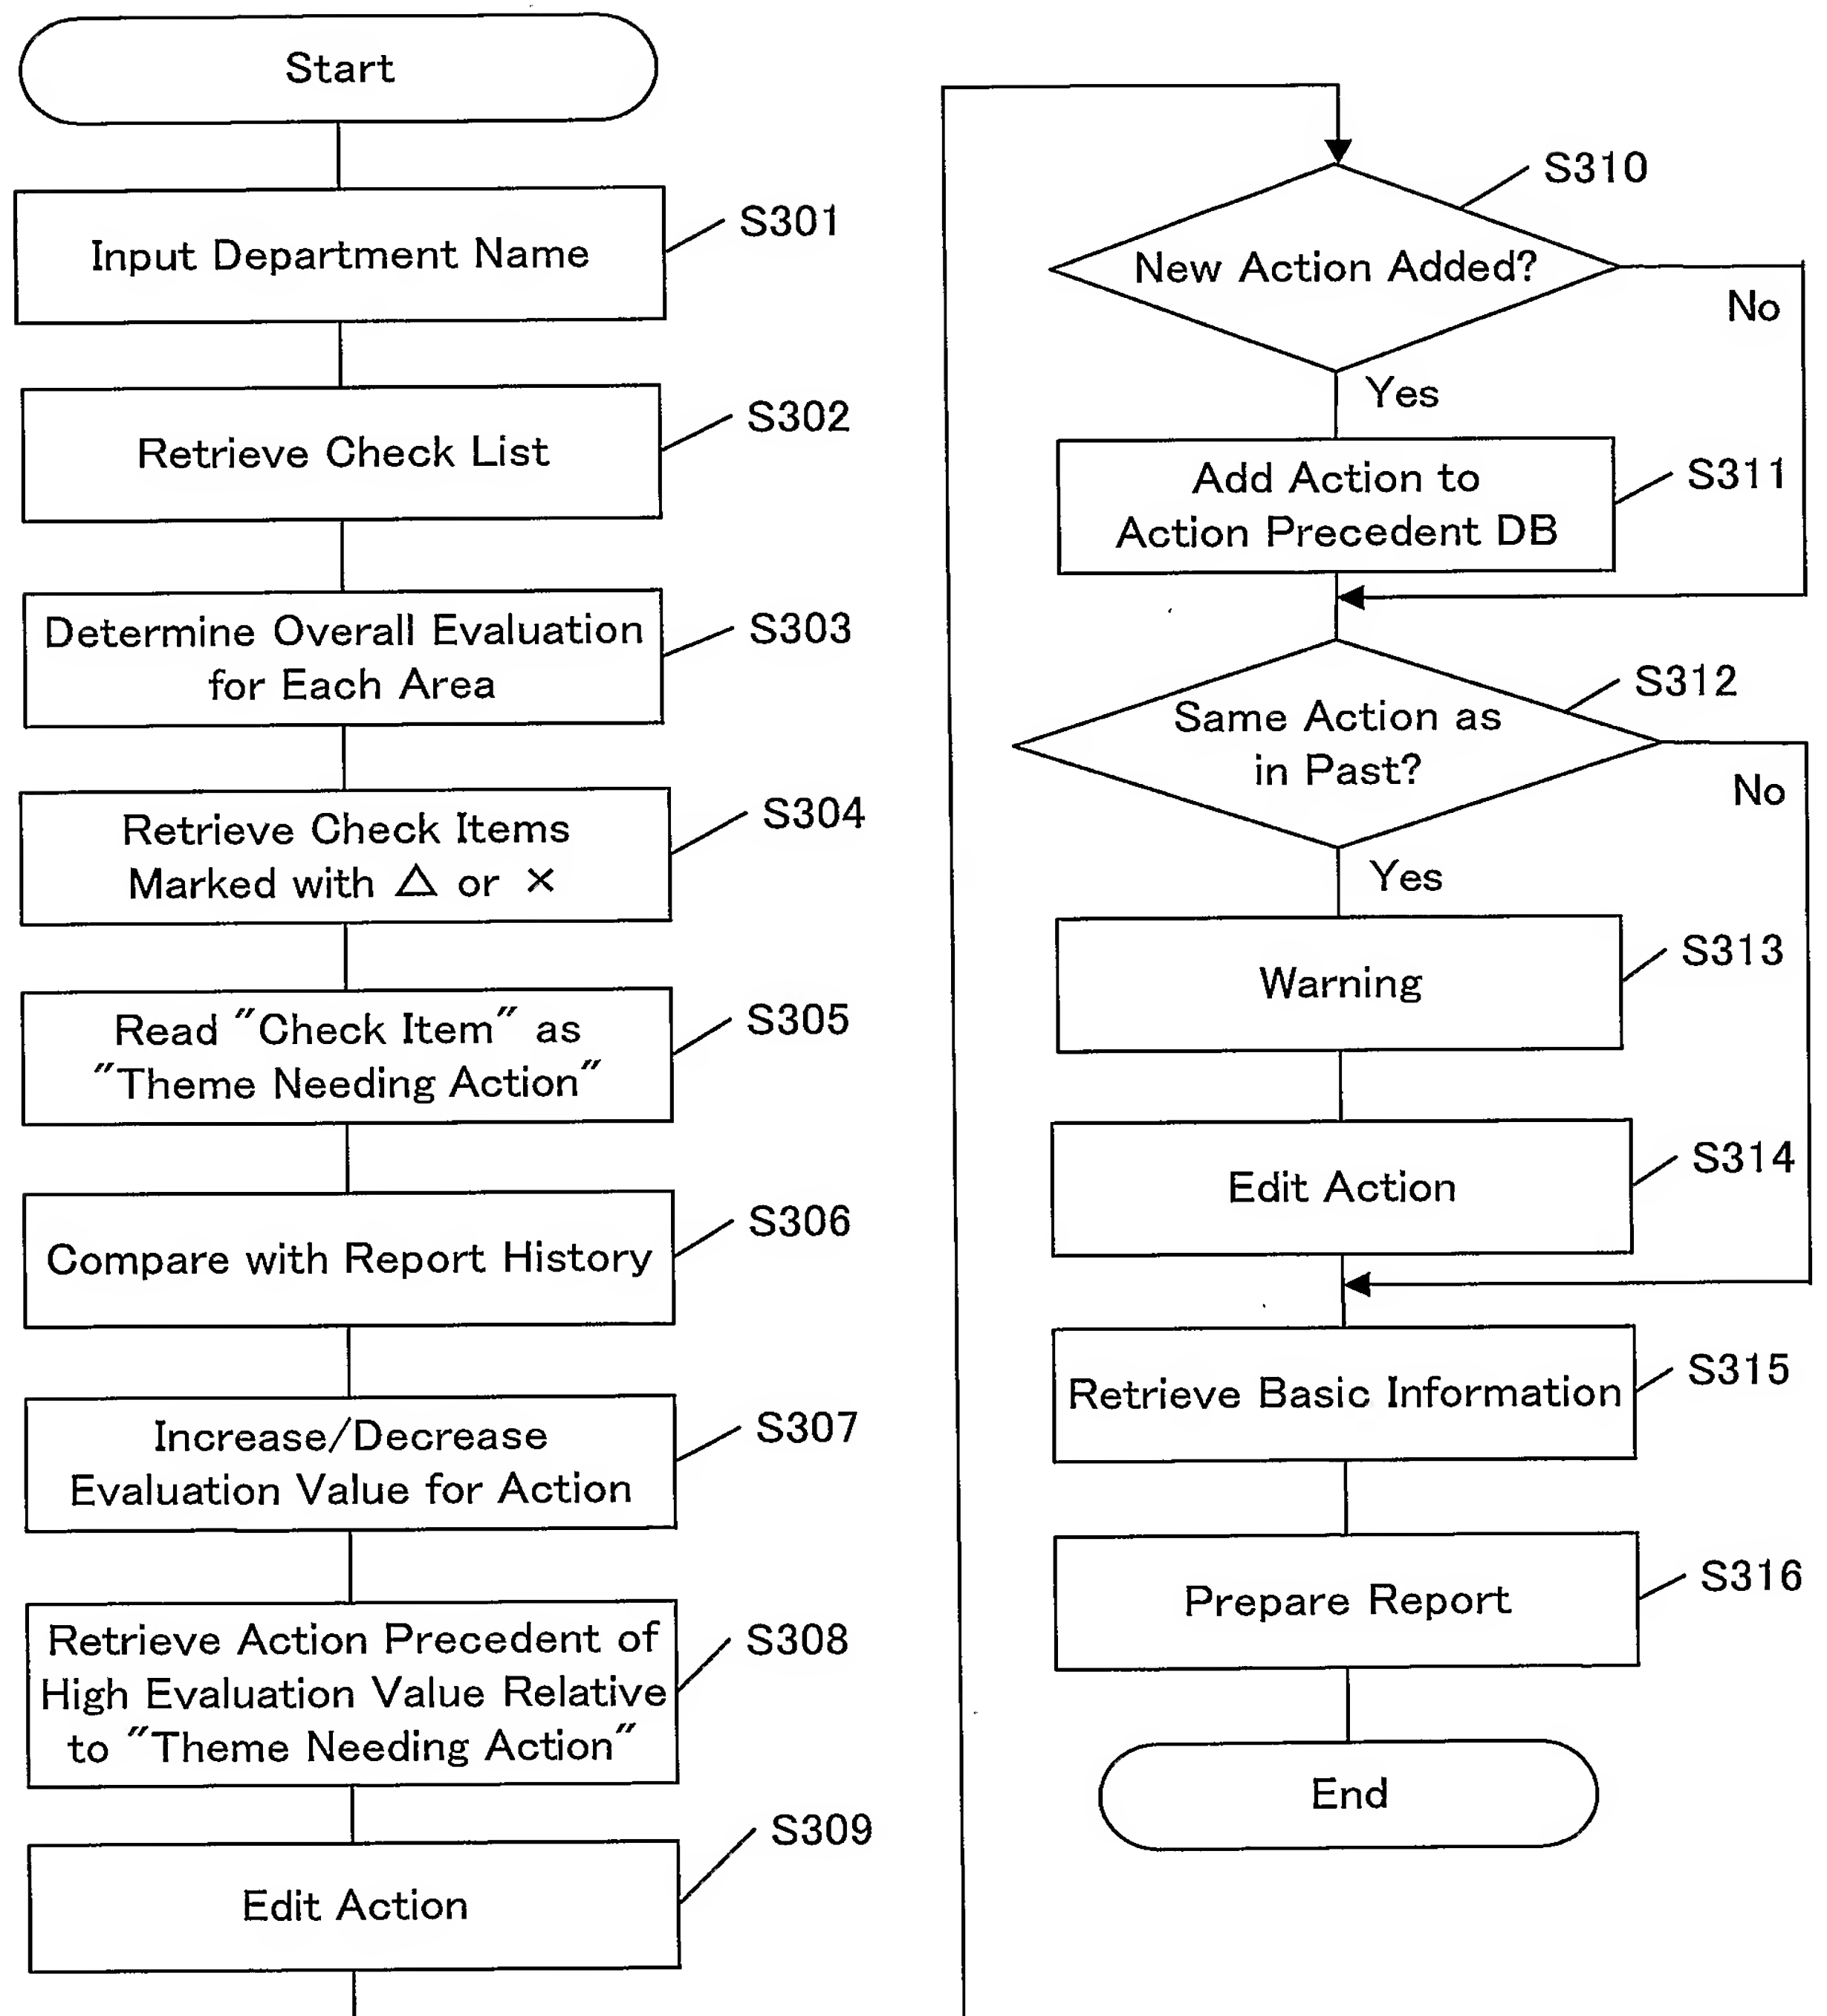 Start
Input Department Name
S301
Retrieve Check List
S302
Determine Overall Evaluation
for Each Area
S303
Retrieve Check Items
Marked with △ or ×
S304
Read "Check Item" as
"Theme Needing Action"
S305
Compare with Report History
S306
Increase/Decrease
Evaluation Value for Action
S307
Retrieve Action Precedent of
High Evaluation Value Relative
to "Theme Needing Action"
S308
Edit Action
S309
New Action Added?
S310
No
Yes
Add Action to
Action Precedent DB
S311
Same Action as
in Past?
S312
No
Yes
Warning
S313
Edit Action
S314
Retrieve Basic Information
S315
Prepare Report
S316
End